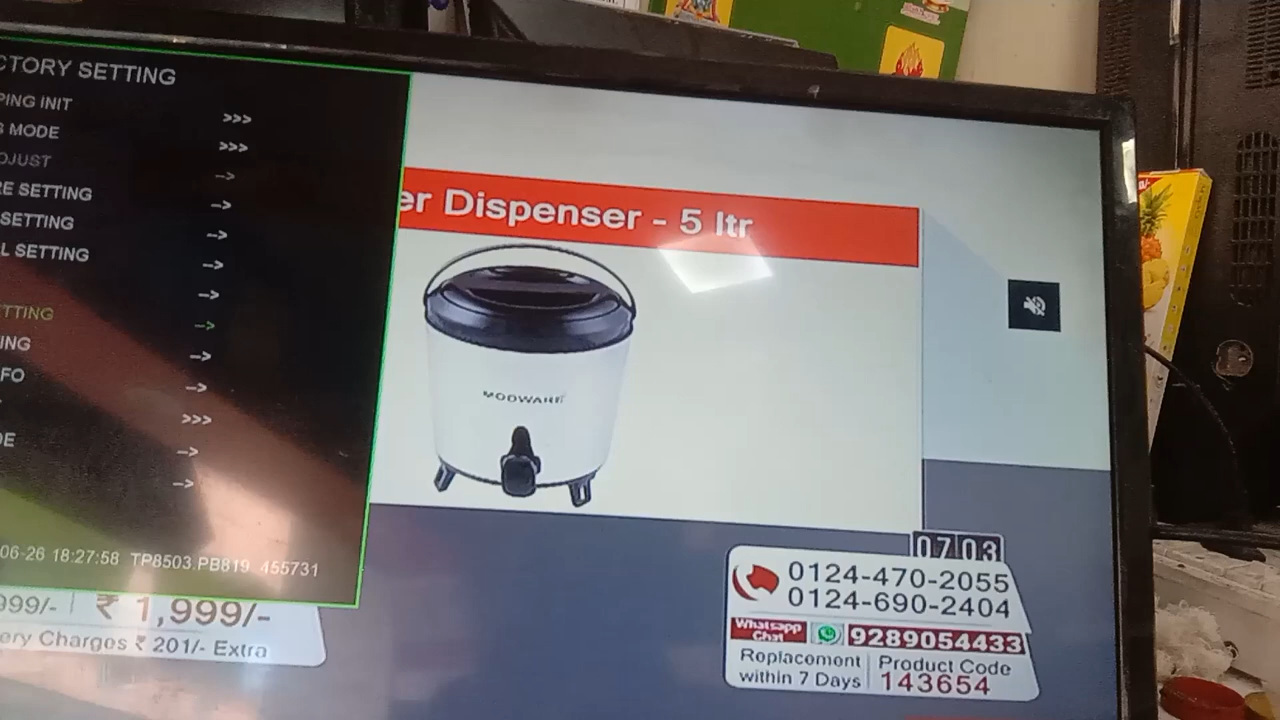 CTORY SETTING
PING INIT >>>
S MODE >>>
DJUST -->
RE SETTING -->
SETTING -->
L SETTING -->
-->
TTING -->
ING -->
FO -->
>>>
DE -->
-->
06-26 18:27:58 TP8503.PB819 455731
er Dispenser - 5 ltr
MODWARE
999/- | ₹ 1,999/-
ery Charges ₹ 201/- Extra
07 03
0124-470-2055
0124-690-2404
Whatsapp Chat 9289054433
Replacement within 7 Days
Product Code
143654